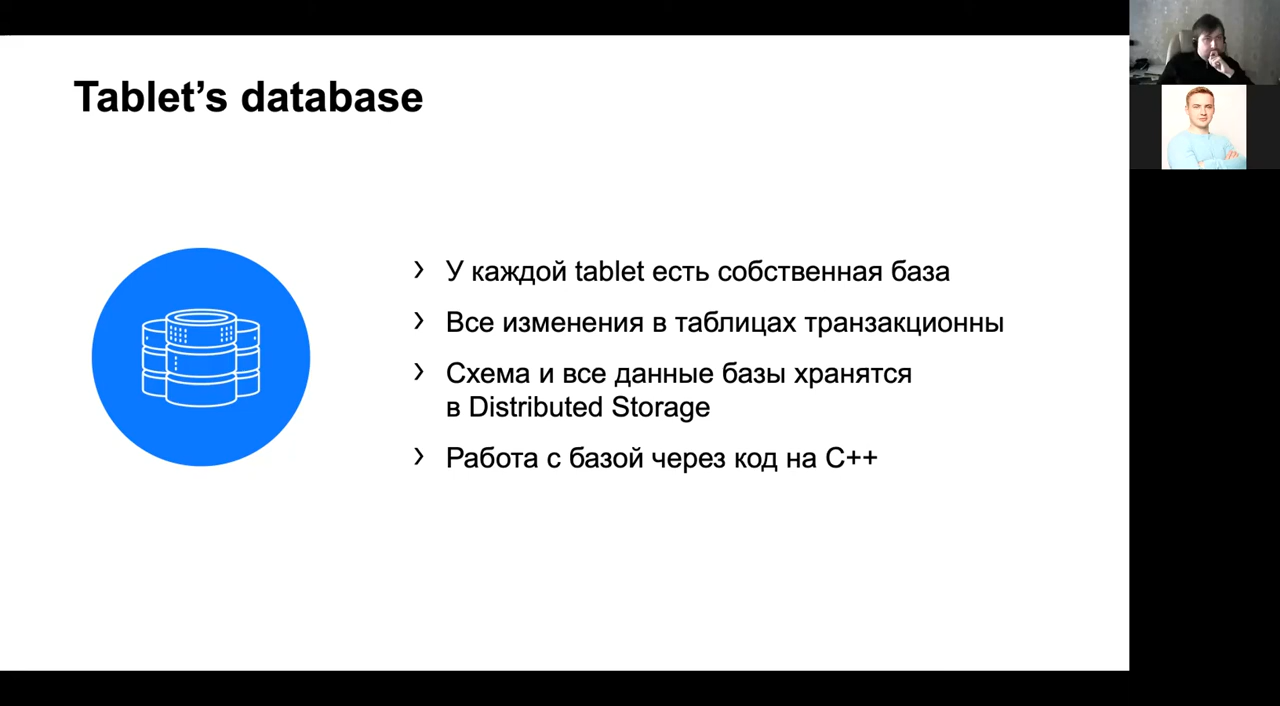 Tablet’s database
› У каждой tablet есть собственная база
› Все изменения в таблицах транзакционны
› Схема и все данные базы хранятся
в Distributed Storage
› Работа с базой через код на C++